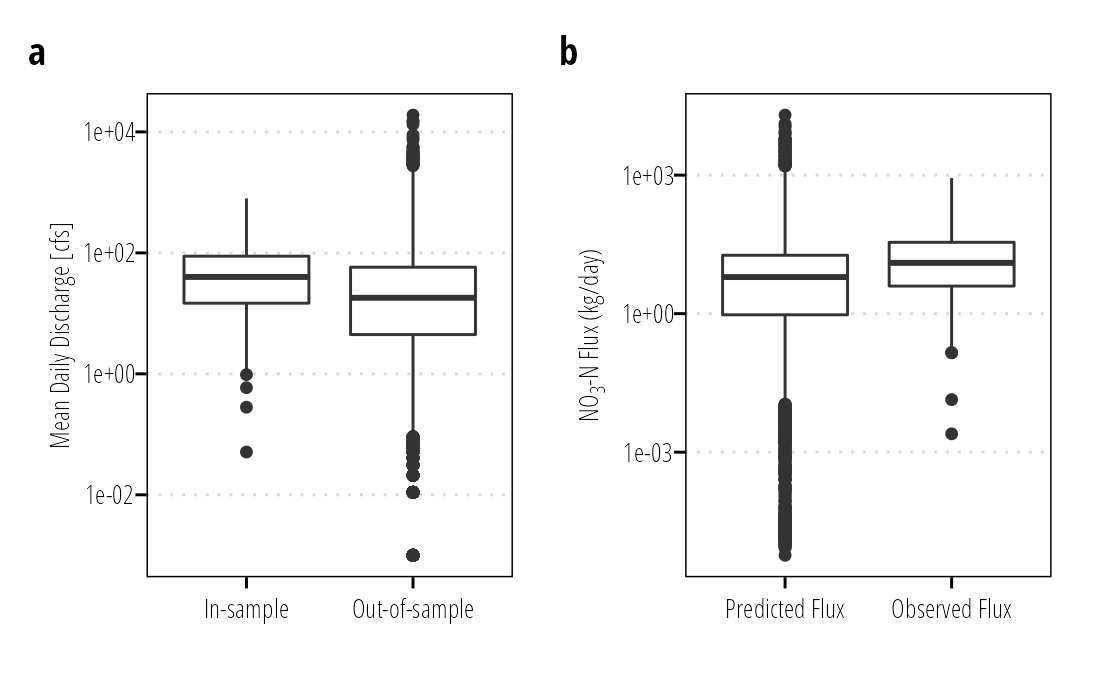 a
Mean Daily Discharge [cfs]
1e+04
1e+02
1e+00
1e-02
In-sample
Out-of-sample
b
NO3-N Flux (kg/day)
1e+03
1e+00
1e-03
Predicted Flux
Observed Flux